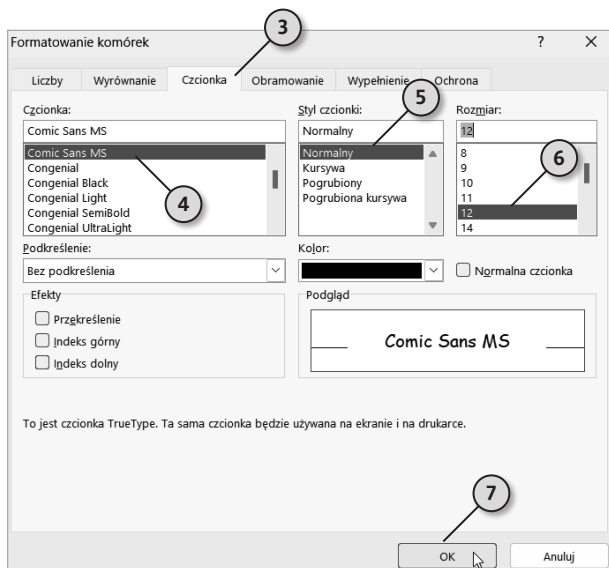 3
Formatowanie komórek ?
Liczby Wyrównanie Czcionka Obramowanie Wypełnienie Ochrona
5
Czcionka: Styl czcionki: Rozmiar:
Comic Sans MS Normalny 12
Comic Sans MS Normalny 8
Congenial Kursywa 9 6
Congenial Black Pogrubiony 10
Congenial Light 4 Pogrubiona kursywa 11
Congenial SemiBold 12
Congenial UltraLight 14
Podkreślenie: Kolor:
Bez podkreślenia Normalna czcionka
Efekty Podgląd
Przekreślenie
Indeks górny Comic Sans MS
Indeks dolny
To jest czcionka TrueType. Ta sama czcionka będzie używana na ekranie i na drukarce.
7
OK Anuluj